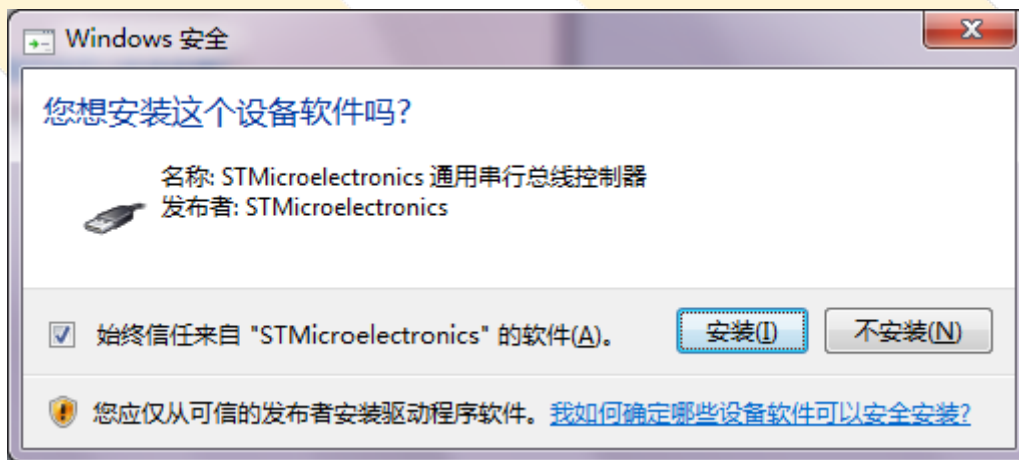 Windows 安全
您想安装这个设备软件吗?
名称: STMicroelectronics 通用串行总线控制器
发布者: STMicroelectronics
始终信任来自 "STMicroelectronics" 的软件(A)。
安装(I)
不安装(N)
您应仅从可信的发布者安装驱动程序软件。我如何确定哪些设备软件可以安全安装?